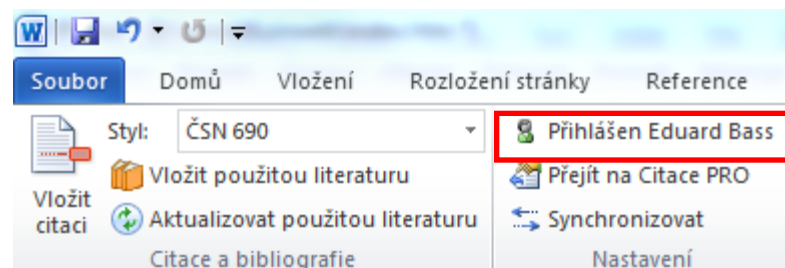 Soubor Domů Vložení Rozložení stránky Reference
Styl: ČSN 690 Přihlášen Eduard Bass
Vložit použitou literaturu Přejít na Citace PRO
Vložit citaci
Aktualizovat použitou literaturu Synchronizovat
Citace a bibliografie Nastavení